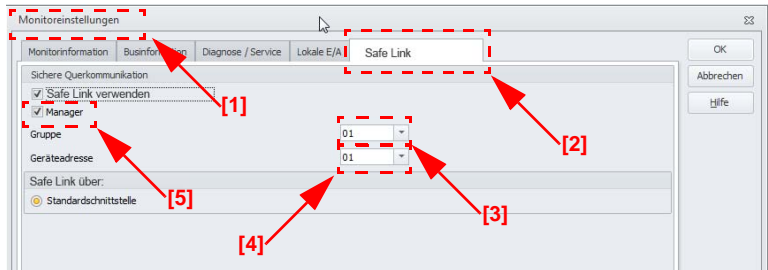 Monitoreinstellungen
Monitorinformation Businformation Diagnose / Service Lokale E/A Safe Link
OK
Sichere Querkommunikation
Abbrechen
Safe Link verwenden
[1]
Hilfe
Manager
Gruppe 01
[2]
Geräteadresse 01
Safe Link über:
[5]
Standardschnittstelle
[3]
[4]